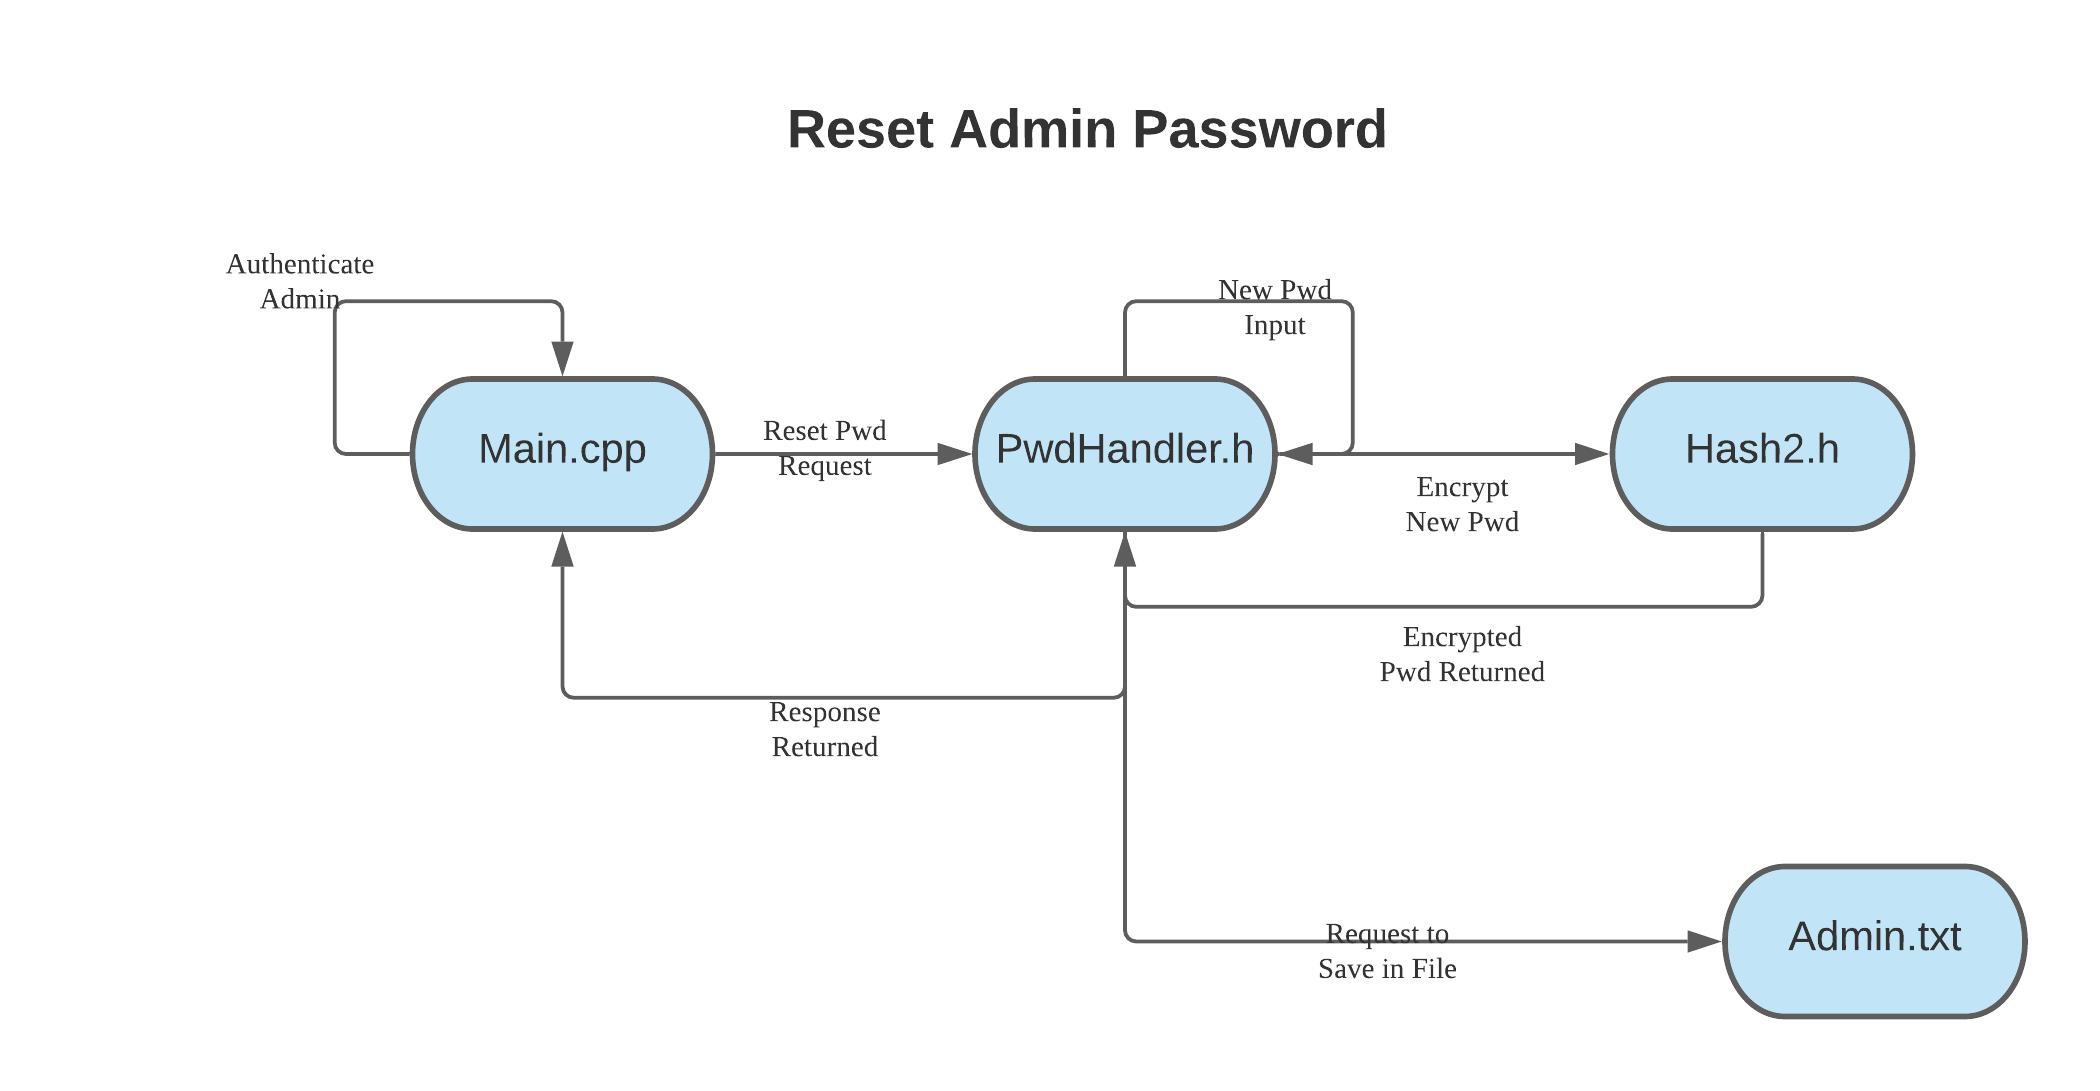 Reset Admin Password
Authenticate
Admin
New Pwd
Input
Main.cpp
Reset Pwd
Request
PwdHandler.h
Hash2.h
Encrypt
New Pwd
Encrypted
Pwd Returned
Response
Returned
Request to
Save in File
Admin.txt